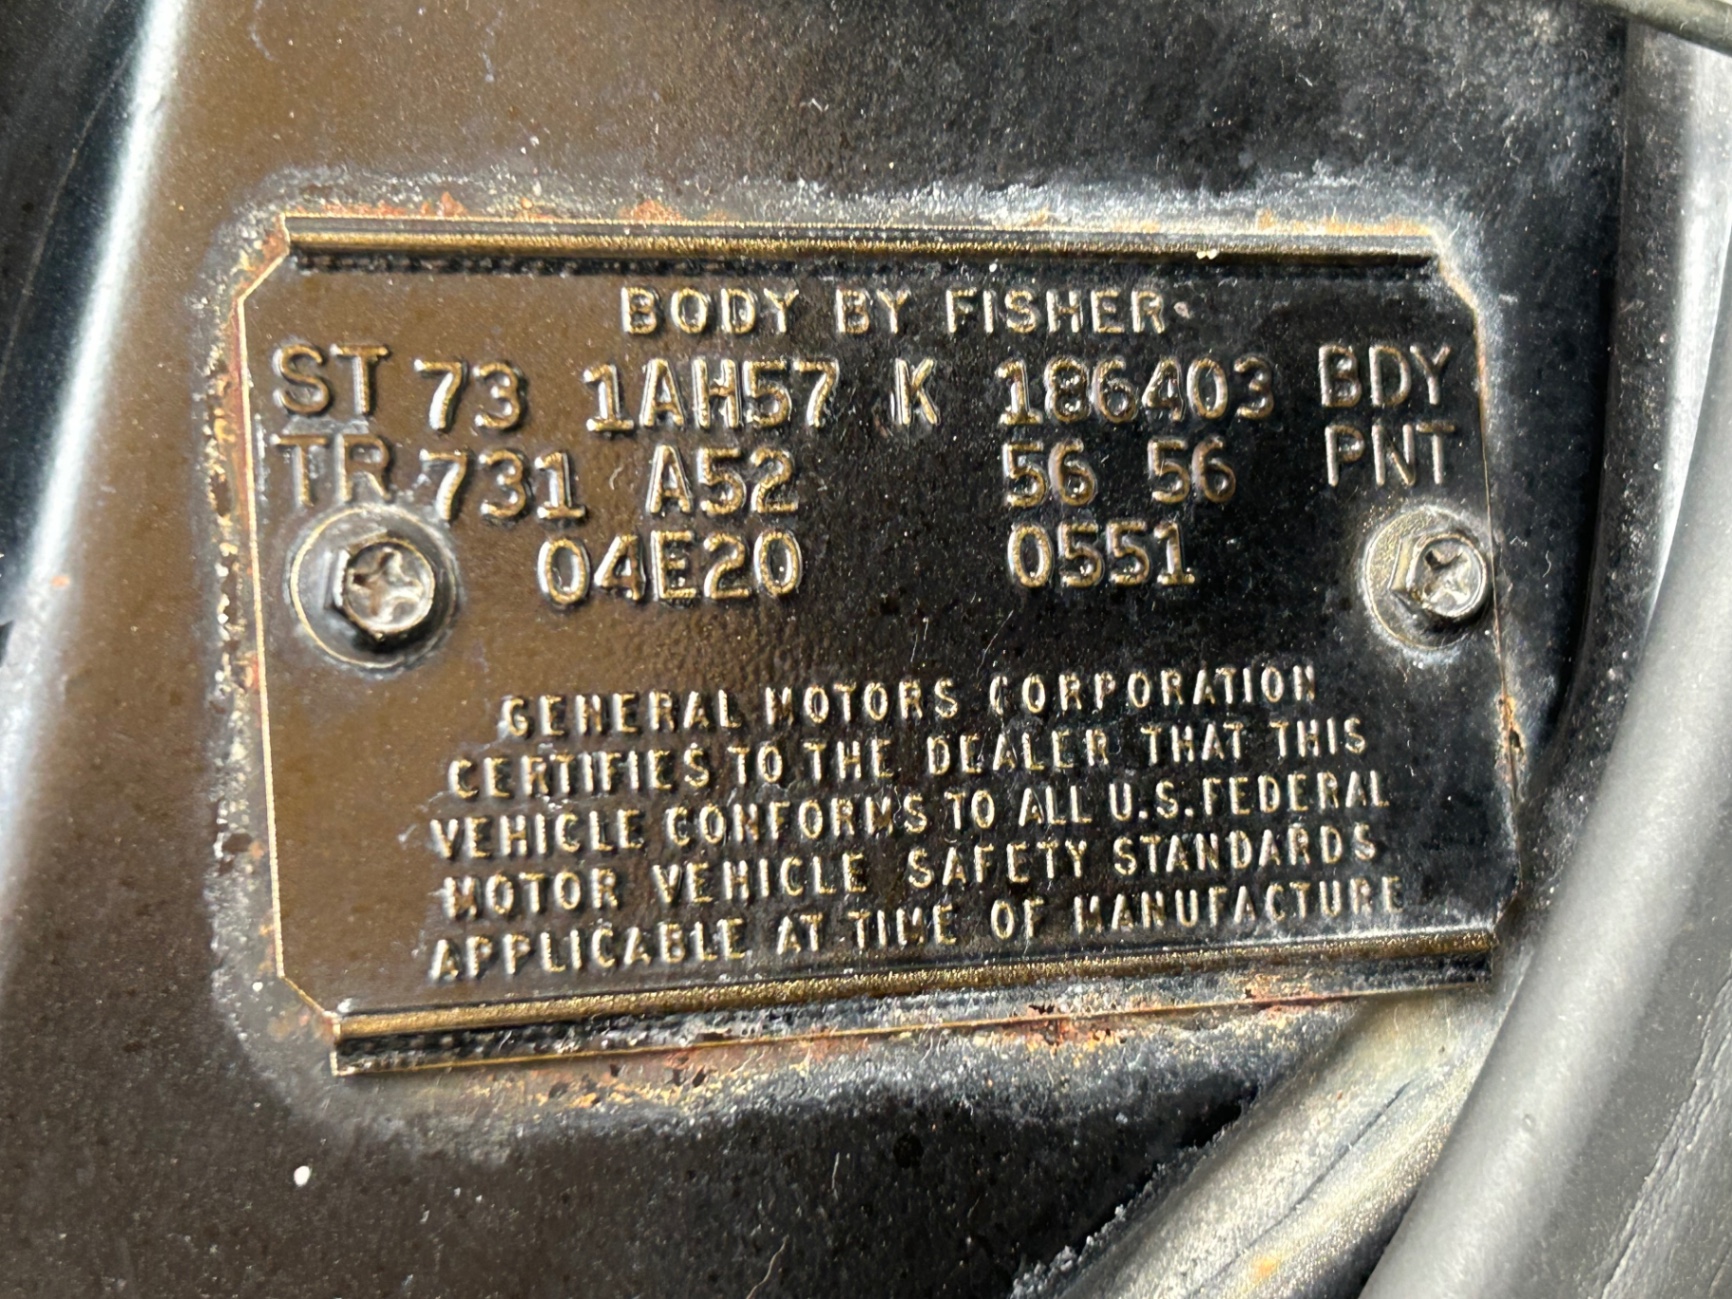 BODY BY FISHER
ST 73 1AH57 K 186403 BDY
TR 731 A52 56 56 PNT
04E20 0551
GENERAL MOTORS CORPORATION
CERTIFIES TO THE DEALER THAT THIS
VEHICLE CONFORMS TO ALL U.S. FEDERAL
MOTOR VEHICLE SAFETY STANDARDS
APPLICABLE AT TIME OF MANUFACTURE